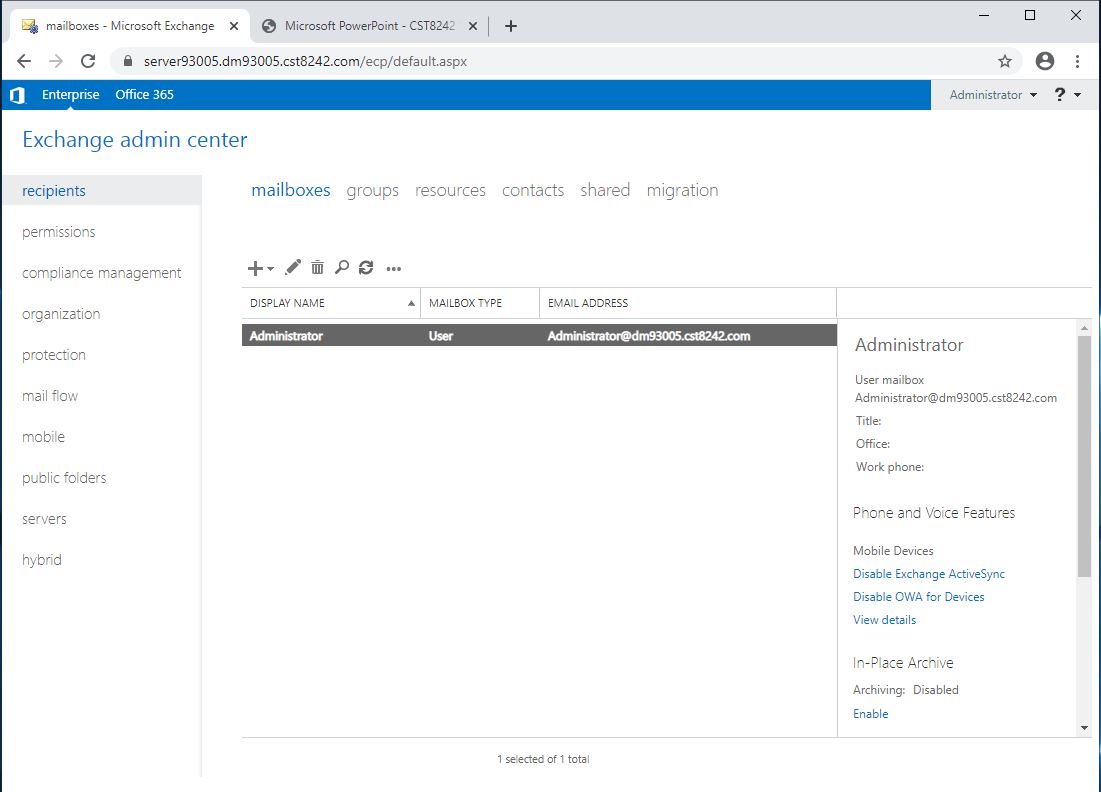 mailboxes - Microsoft Exchange
Microsoft PowerPoint - CST8242
server93005.dm93005.cst8242.com/ecp/default.aspx
Enterprise Office 365
Administrator ?
Exchange admin center
recipients
permissions
compliance management
organization
protection
mail flow
mobile
public folders
servers
hybrid
mailboxes groups resources contacts shared migration
DISPLAY NAME MAILBOX TYPE EMAIL ADDRESS
Administrator User Administrator@dm93005.cst8242.com
Administrator
User mailbox
Administrator@dm93005.cst8242.com
Title:
Office:
Work phone:
Phone and Voice Features
Mobile Devices
Disable Exchange ActiveSync
Disable OWA for Devices
View details
In-Place Archive
Archiving: Disabled
Enable
1 selected of 1 total